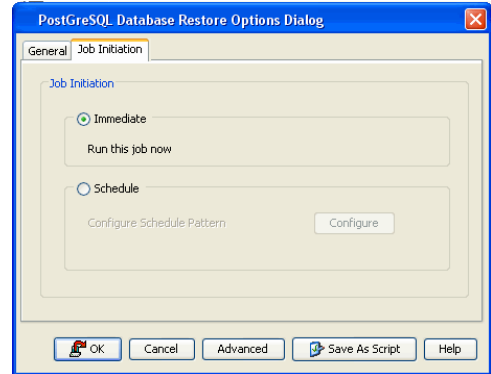 PostGreSQL Database Restore Options Dialog
General Job Initiation
Job Initiation
Immediate
Run this job now
Schedule
Configure Schedule Pattern Configure
OK Cancel Advanced Save As Script Help